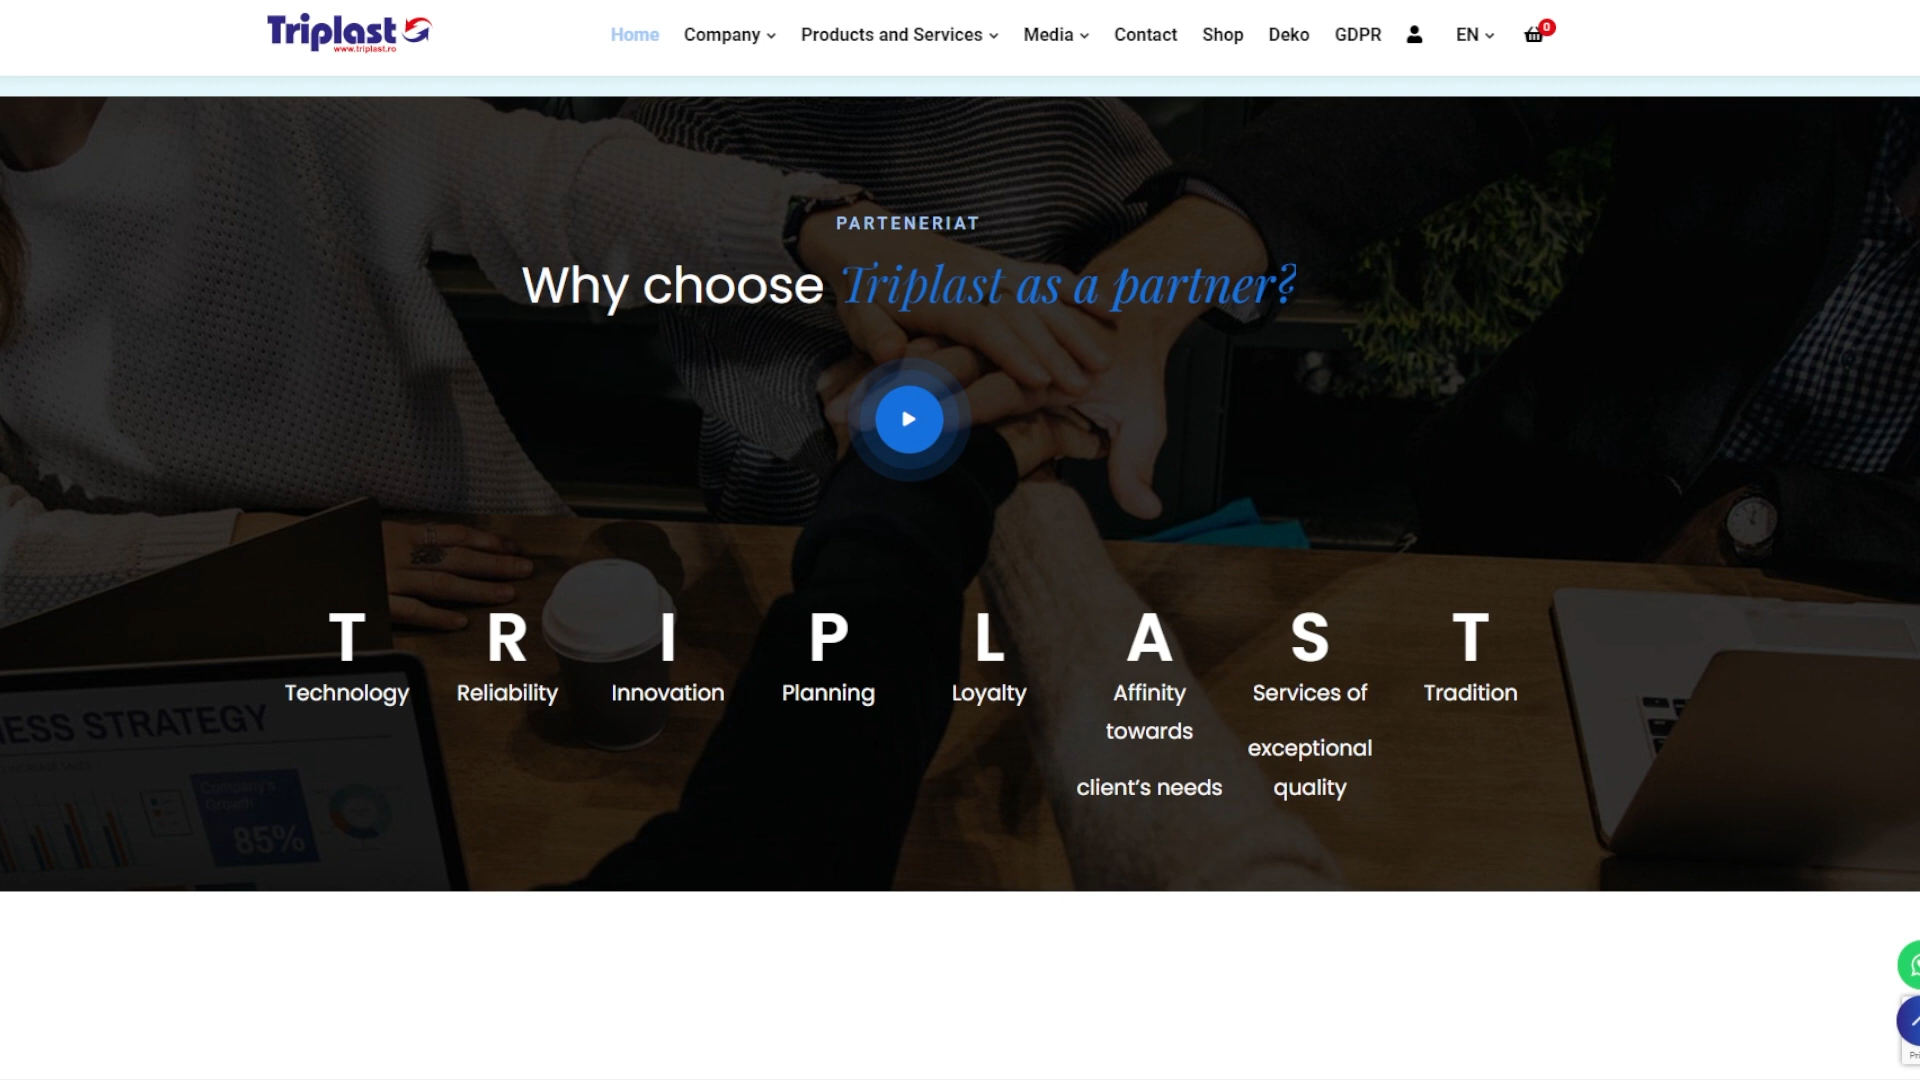 Triplast
www.triplast.ro
Home Company Products and Services Media Contact Shop Deko GDPR EN 0
PARTENERIAT
Why choose Triplast as a partner?
T R I P L A S T
Technology Reliability Innovation Planning Loyalty Affinity Services of Tradition
towards
exceptional
client's needs quality
ESS STRATEGY
Company's
Growth
85%